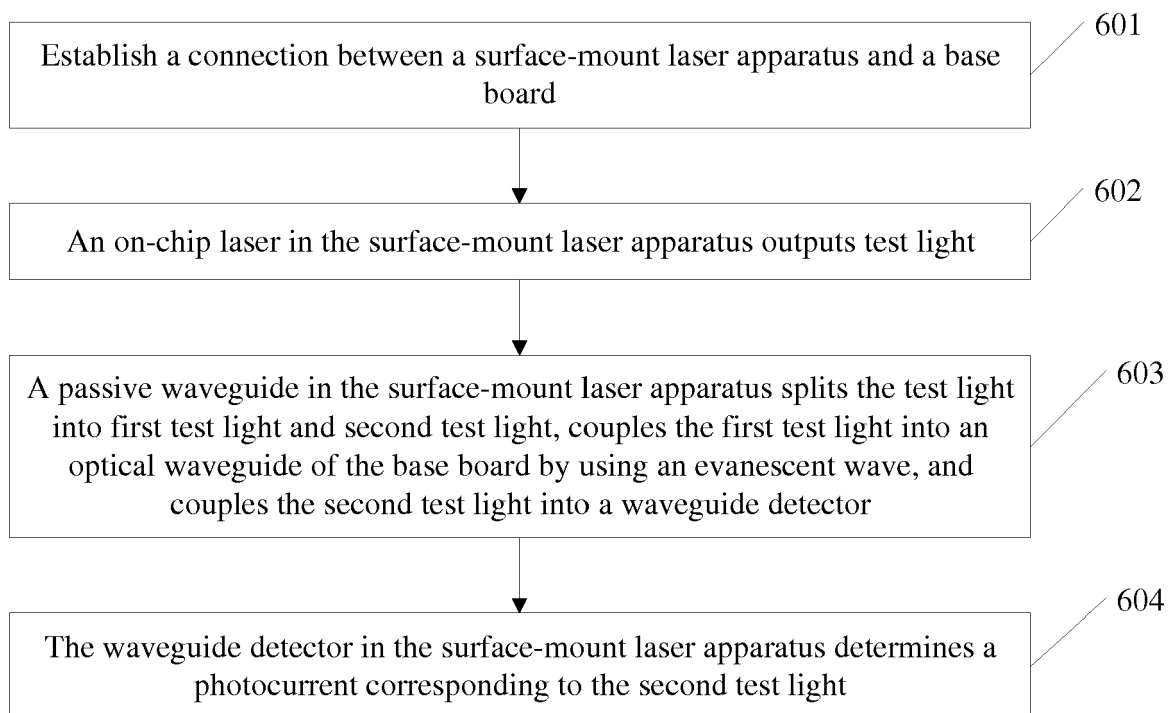 601
Establish a connection between a surface-mount laser apparatus and a base
board
602
An on-chip laser in the surface-mount laser apparatus outputs test light
603
A passive waveguide in the surface-mount laser apparatus splits the test light
into first test light and second test light, couples the first test light into an
optical waveguide of the base board by using an evanescent wave, and
couples the second test light into a waveguide detector
604
The waveguide detector in the surface-mount laser apparatus determines a
photocurrent corresponding to the second test light